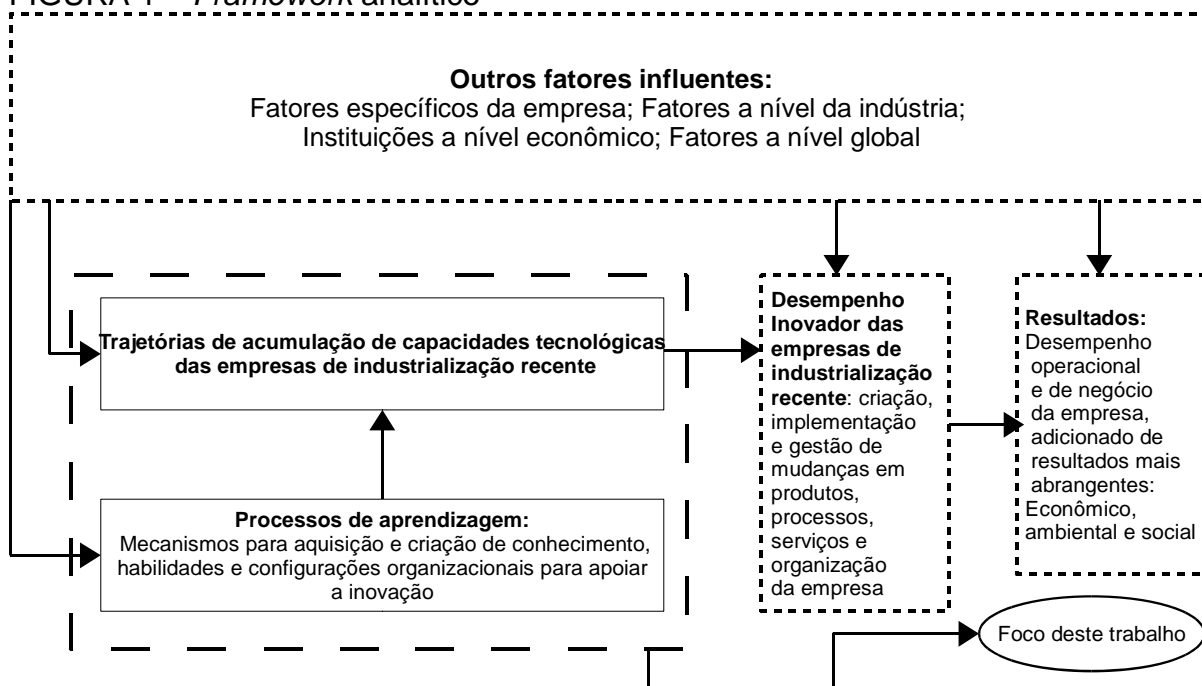 FIGURA 1 – Framework analítico
Outros fatores influentes:
Fatores específicos da empresa; Fatores a nível da indústria;
Instituições a nível econômico; Fatores a nível global
Trajetórias de acumulação de capacidades tecnológicas
das empresas de industrialização recente
Processos de aprendizagem:
Mecanismos para aquisição e criação de conhecimento,
habilidades e configurações organizacionais para apoiar
a inovação
Desempenho
Inovador das
empresas de
industrialização
recente: criação,
implementação
e gestão de
mudanças em
produtos,
processos,
serviços e
organização
da empresa
Resultados:
Desempenho
operacional
e de negócio
da empresa,
adicionado de
resultados mais
abrangentes:
Econômico,
ambiental e social
Foco deste trabalho